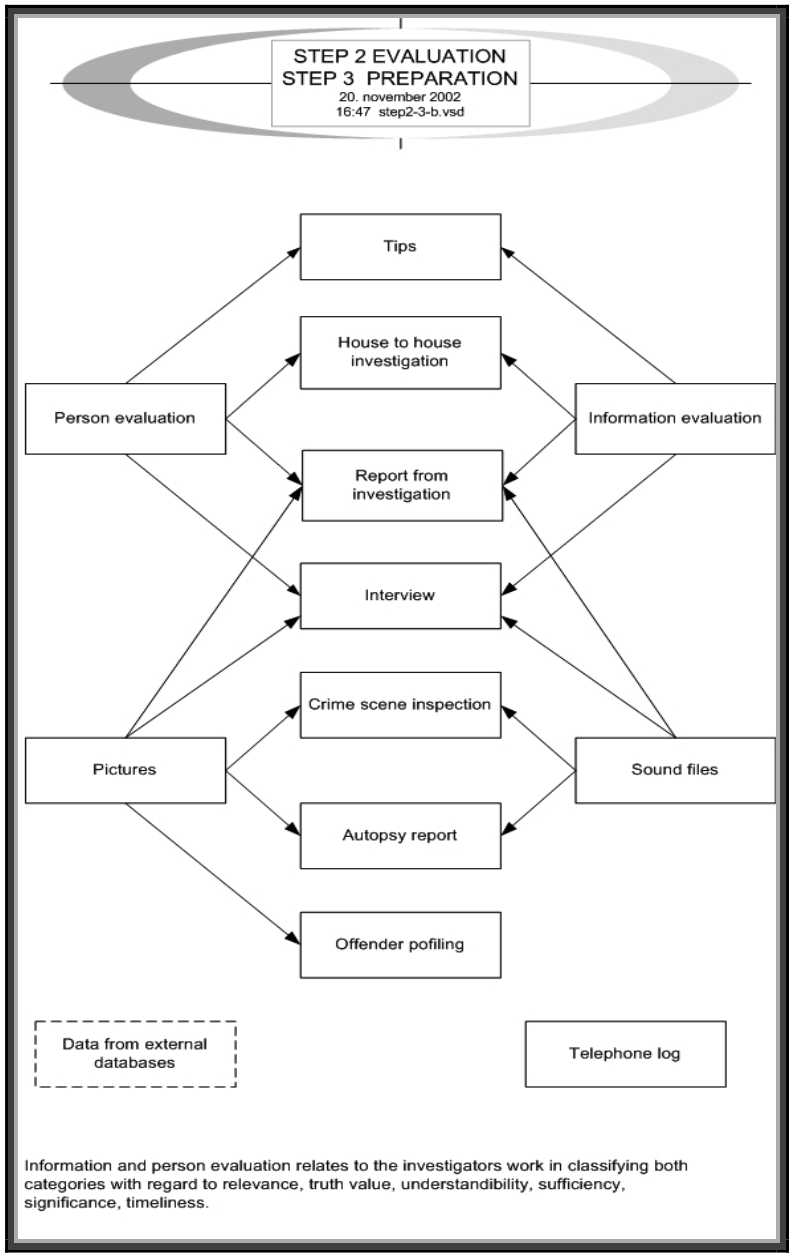 STEP 2 EVALUATION
STEP 3 PREPARATION
20. november 2002
16:47 step2-3-b.vsd
Tips
House to house
investigation
Person evaluation
Information evaluation
Report from
investigation
Interview
Crime scene inspection
Pictures
Sound files
Autopsy report
Offender pofiling
Data from external
databases
Telephone log
Information and person evaluation relates to the investigators work in classifying both
categories with regard to relevance, truth value, understandibility, sufficiency,
significance, timeliness.